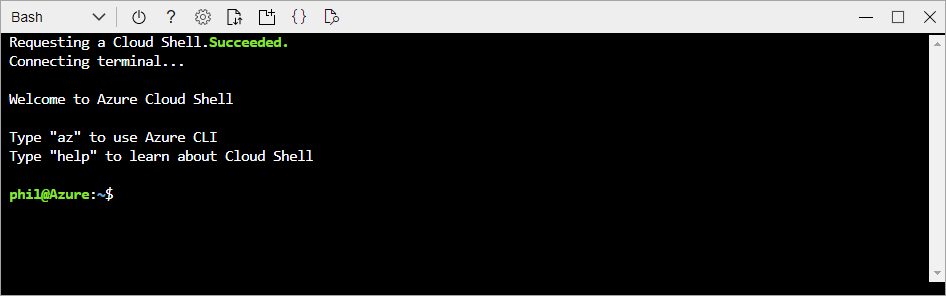 Bash
Requesting a Cloud Shell.Succeeded.
Connecting terminal...
Welcome to Azure Cloud Shell
Type "az" to use Azure CLI
Type "help" to learn about Cloud Shell
phil@Azure:~$